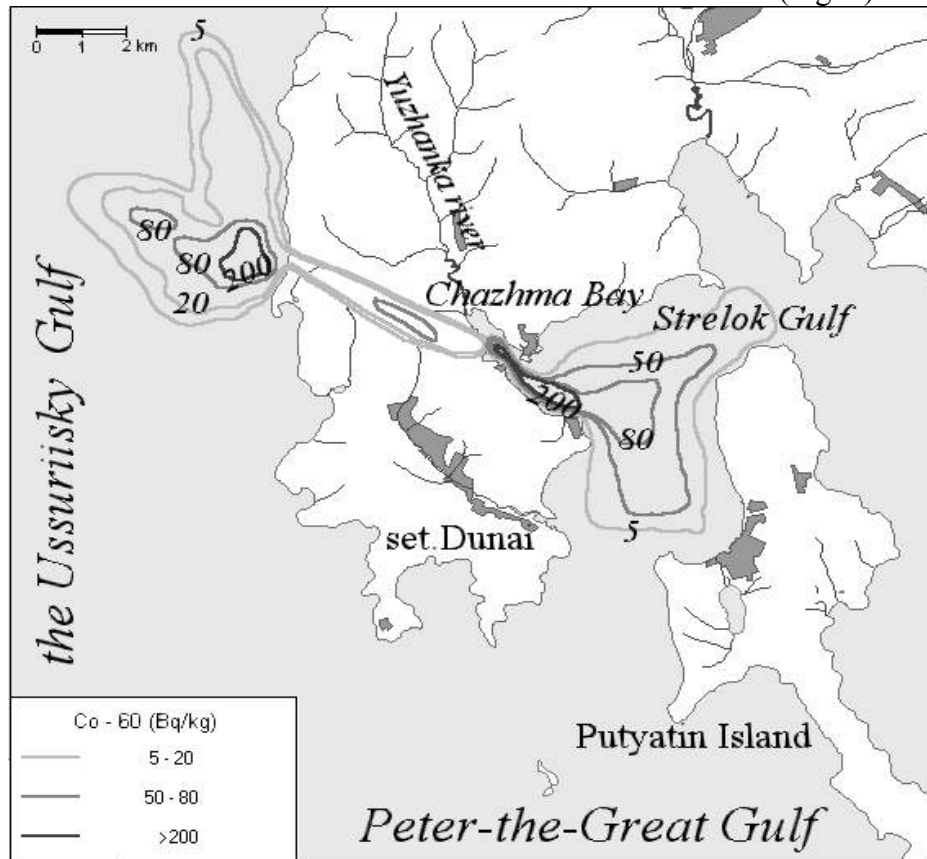 0 1 2 km
5
Yuzhanka river
80
80
200
20
Chazhma Bay
Strelok Gulf
50
200
80
5
the Ussuriisky Gulf
set.Dunai
Putyatin Island
Peter-the-Great Gulf
Co - 60 (Bq/kg)
5 - 20
50 - 80
>200